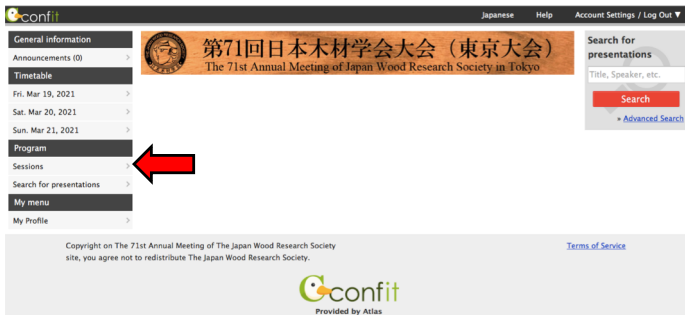 confit
Japanese Help Account Settings / Log Out ▼
General information
Announcements (0) >
Timetable
Fri. Mar 19, 2021 >
Sat. Mar 20, 2021 >
Sun. Mar 21, 2021 >
Program
Sessions >
Search for presentations >
My menu
My Profile >
第71回日本木材学会大会（東京大会）
The 71st Annual Meeting of Japan Wood Research Society in Tokyo
Search for
presentations
Title, Speaker, etc.
Search
» Advanced Search
Copyright on The 71st Annual Meeting of The Japan Wood Research Society
site, you agree not to redistribute The Japan Wood Research Society.
Terms of Service
confit
Provided by Atlas